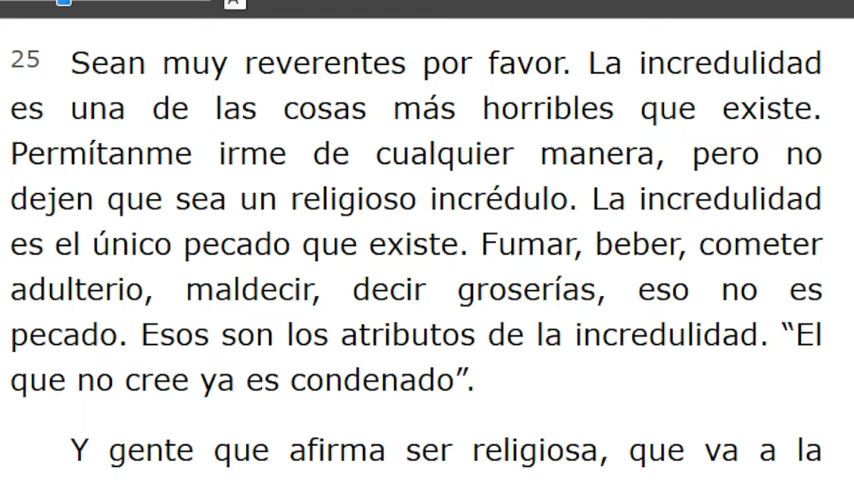 A
25 Sean muy reverentes por favor. La incredulidad
es una de las cosas más horribles que existe.
Permítanme irme de cualquier manera, pero no
dejen que sea un religioso incrédulo. La incredulidad
es el único pecado que existe. Fumar, beber, cometer
adulterio, maldecir, decir groserías, eso no es
pecado. Esos son los atributos de la incredulidad. “El
que no cree ya es condenado”.
Y gente que afirma ser religiosa, que va a la